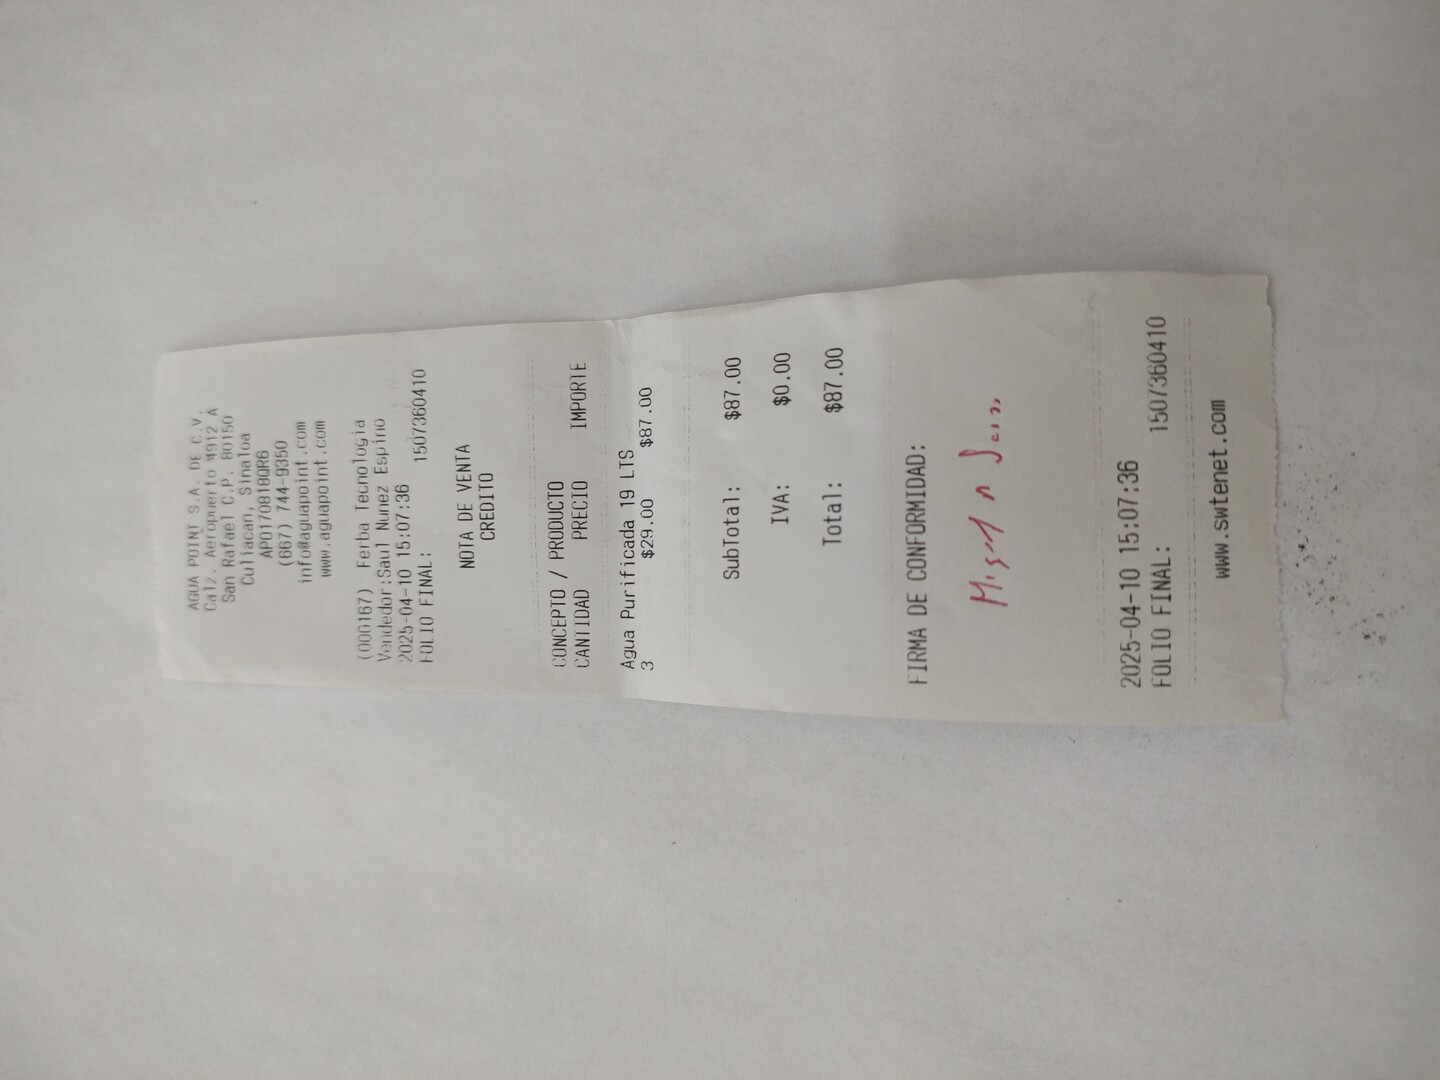 AGUA POINT S.A. DE C.V.
Calz. Aeropuerto 4912 A
San Rafael C.P. 80150
Culiacan, Sinaloa
APO170818QR6
(667) 744-9350
info@aguapoint.com
www.aguapoint.com
(000167) Ferba Tecnologia
Vendedor:Saul Nunez Espino
2025-04-10 15:07:36
FOLIO FINAL: 1507360410
NOTA DE VENTA
CREDITO
CONCEPTO / PRODUCTO
CANTIDAD PRECIO IMPORTE
Agua Purificada 19 LTS
3 $29.00 $87.00
SubTotal: $87.00
IVA: $0.00
Total: $87.00
FIRMA DE CONFORMIDAD:
2025-04-10 15:07:36
FOLIO FINAL: 1507360410
www.swtenet.com